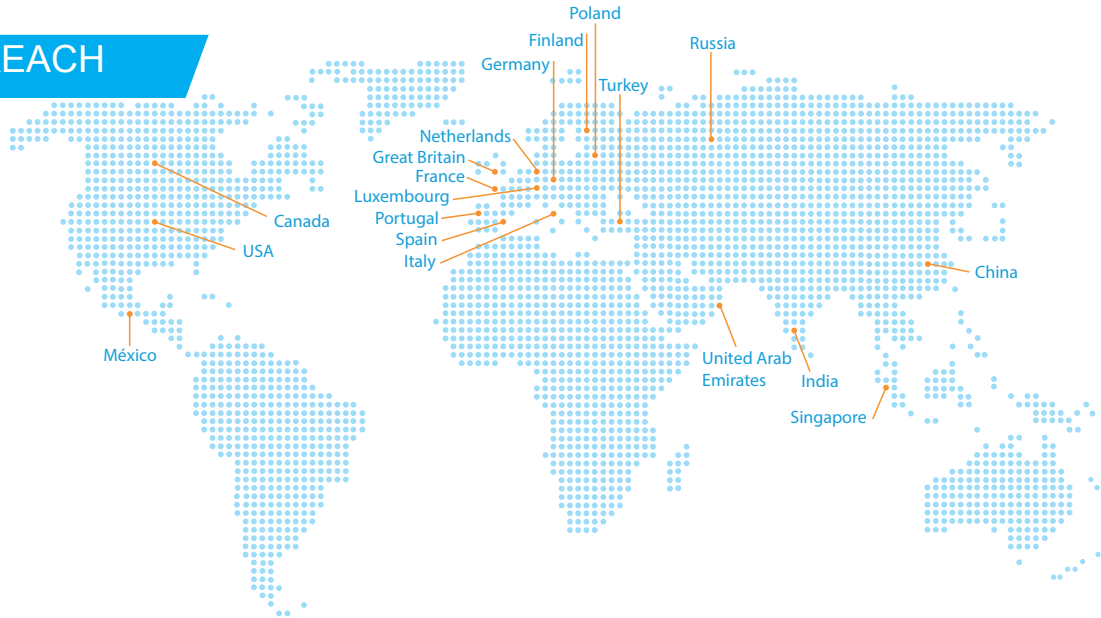 EACH
Poland
Finland
Russia
Germany
Turkey
Netherlands
Great Britain
France
Luxembourg
Portugal
Canada
Spain
USA
Italy
China
México
United Arab
Emirates
India
Singapore